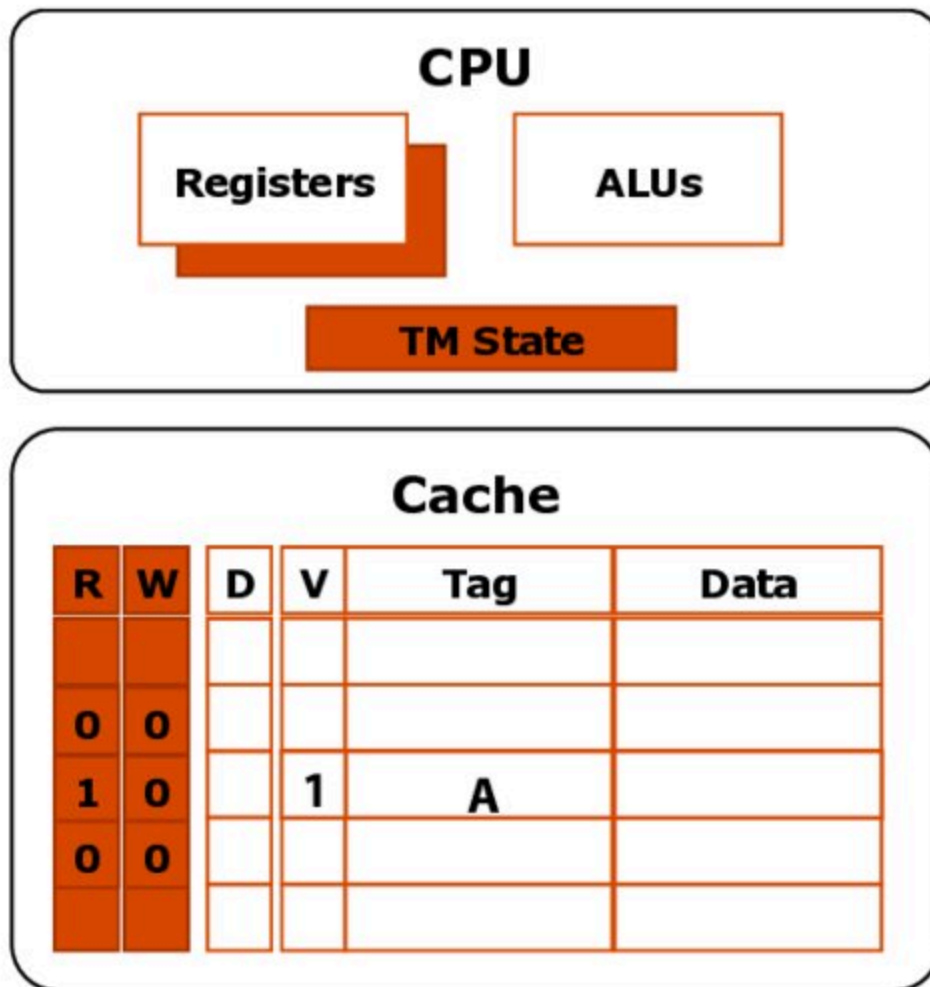 CPU
Registers ALUs
TM State
Cache
R W D V Tag Data
0 0
1 0 1 A
0 0